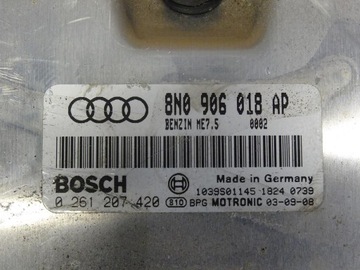 8N0 906 018 AP
BENZIN ME7.5 0002
BOSCH
Made in Germany
1039S01145 1824 0739
0 261 207 420 810 BPG MOTRONIC 03-09-08